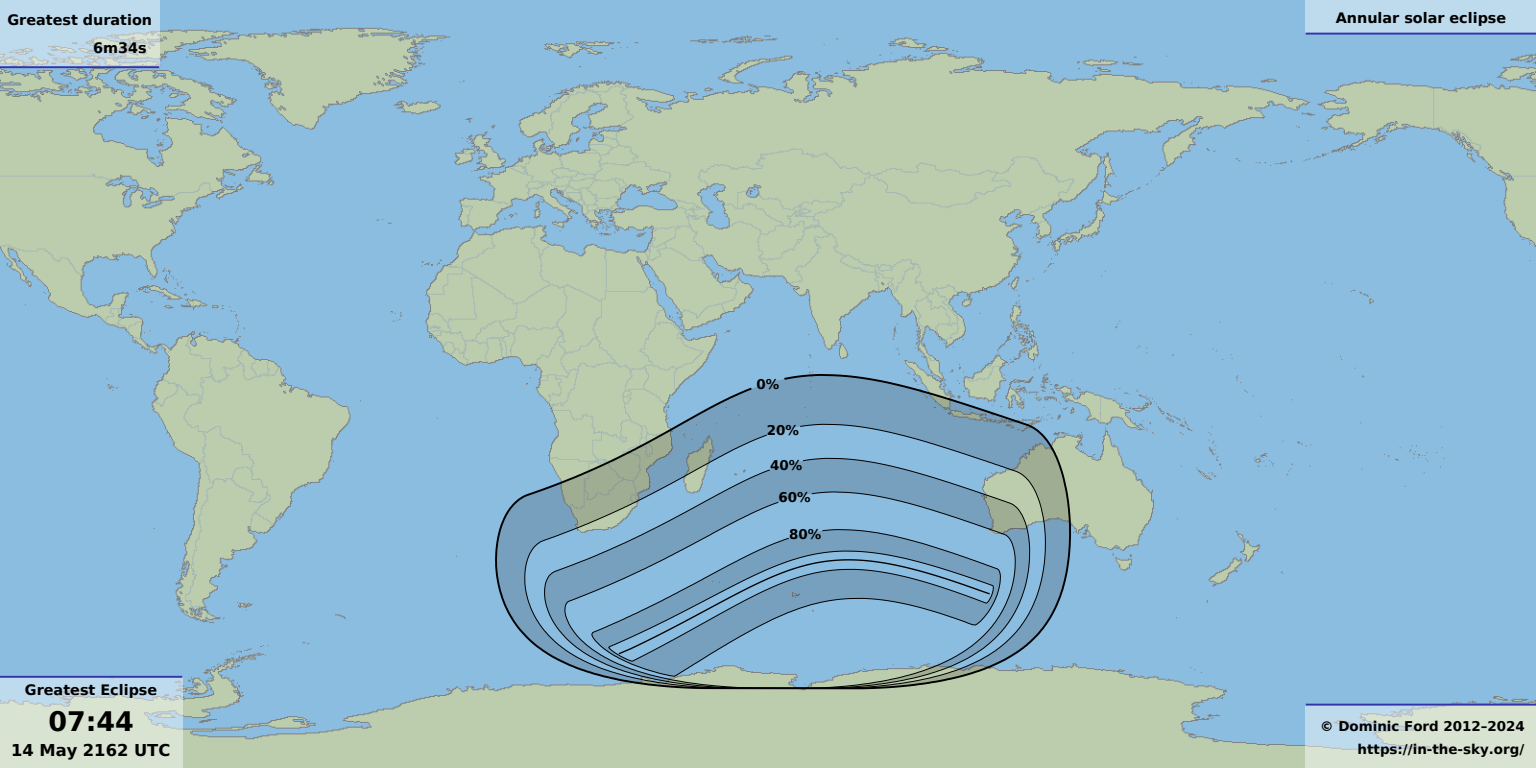 Greatest duration
6m34s
Annular solar eclipse
0%
20%
40%
60%
80%
Greatest Eclipse
07:44
14 May 2162 UTC
© Dominic Ford 2012–2024
https://in-the-sky.org/